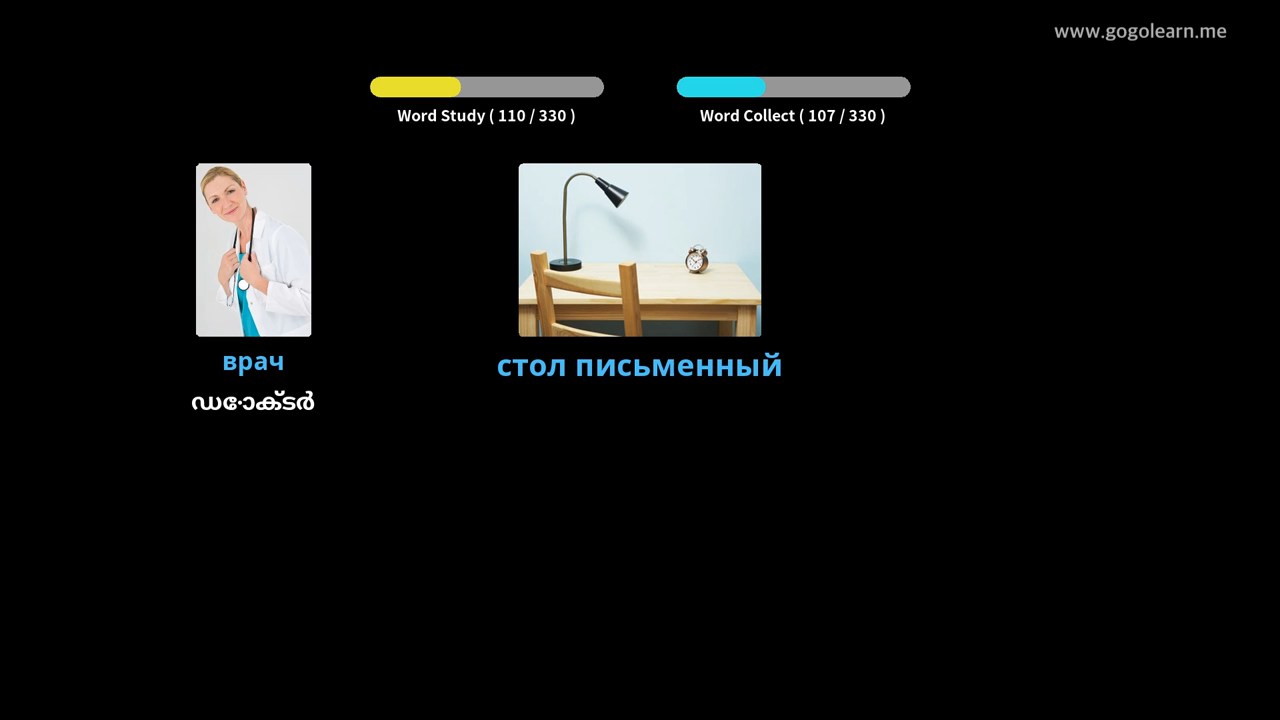 www.gogolearn.me
Word Study ( 110 / 330 )
Word Collect ( 107 / 330 )
врач
стол письменный
ഡോക്ടർ